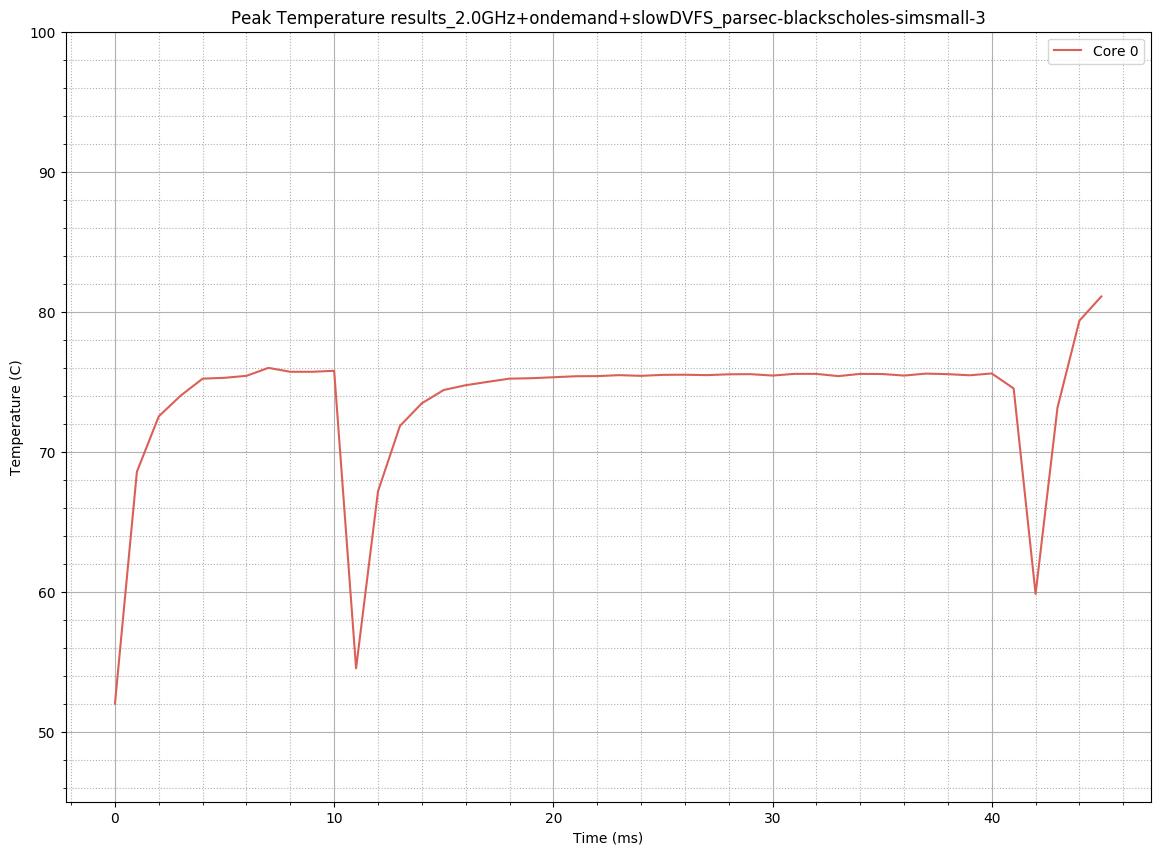 Peak Temperature results_2.0GHz+ondemand+slowDVFS_parsec-blackscholes-simsmall-3
100
90
80
70
60
50
Temperature (C)
Core 0
0 10 20 30 40
Time (ms)